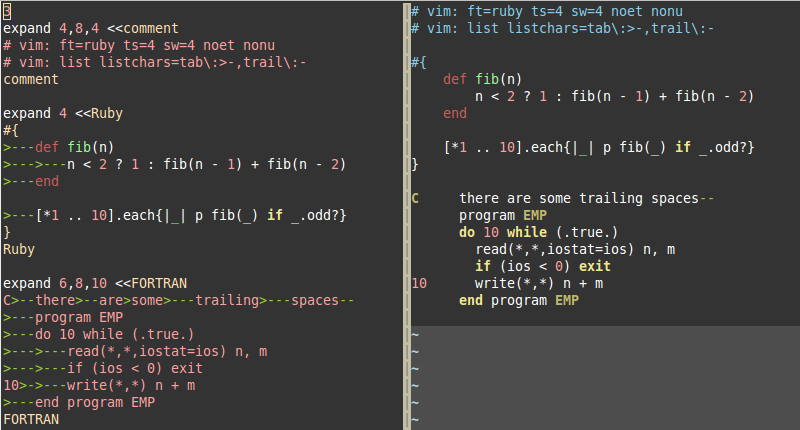 3
expand 4,8,4 <<comment
# vim: ft=ruby ts=4 sw=4 noet nonu
# vim: list listchars=tab\:>-,trail\:-
comment

expand 4 <<Ruby
#{
>---def fib(n)
>--->---n < 2 ? 1 : fib(n - 1) + fib(n - 2)
>---end

>---[*1 .. 10].each{|_| p fib(_) if _.odd?}
}
Ruby

expand 6,8,10 <<FORTRAN
C>--there>--are>some>---trailing>---spaces--
>---program EMP
>---do 10 while (.true.)
>--->---read(*,*,iostat=ios) n, m
>--->---if (ios < 0) exit
10>->---write(*,*) n + m
>---end program EMP
FORTRAN
# vim: ft=ruby ts=4 sw=4 noet nonu
# vim: list listchars=tab\:>-,trail\:-

#{
    def fib(n)
        n < 2 ? 1 : fib(n - 1) + fib(n - 2)
    end

    [*1 .. 10].each{|_| p fib(_) if _.odd?}
}

C     there are some trailing spaces--
      program EMP
      do 10 while (.true.)
        read(*,*,iostat=ios) n, m
        if (ios < 0) exit
10      write(*,*) n + m
      end program EMP

~
~
~
~
~
~